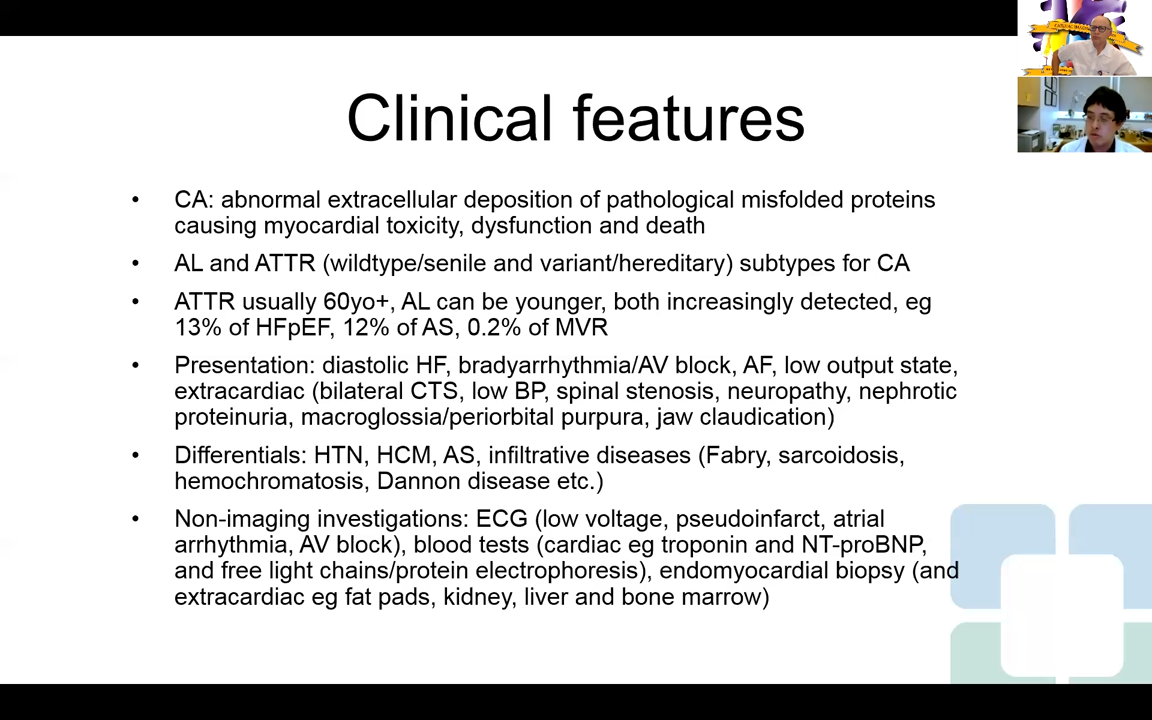 Clinical features
• CA: abnormal extracellular deposition of pathological misfolded proteins
causing myocardial toxicity, dysfunction and death
• AL and ATTR (wildtype/senile and variant/hereditary) subtypes for CA
• ATTR usually 60yo+, AL can be younger, both increasingly detected, eg
13% of HFpEF, 12% of AS, 0.2% of MVR
• Presentation: diastolic HF, bradyarrhythmia/AV block, AF, low output state,
extracardiac (bilateral CTS, low BP, spinal stenosis, neuropathy, nephrotic
proteinuria, macroglossia/periorbital purpura, jaw claudication)
• Differentials: HTN, HCM, AS, infiltrative diseases (Fabry, sarcoidosis,
hemochromatosis, Dannon disease etc.)
• Non-imaging investigations: ECG (low voltage, pseudoinfarct, atrial
arrhythmia, AV block), blood tests (cardiac eg troponin and NT-proBNP,
and free light chains/protein electrophoresis), endomyocardial biopsy (and
extracardiac eg fat pads, kidney, liver and bone marrow)